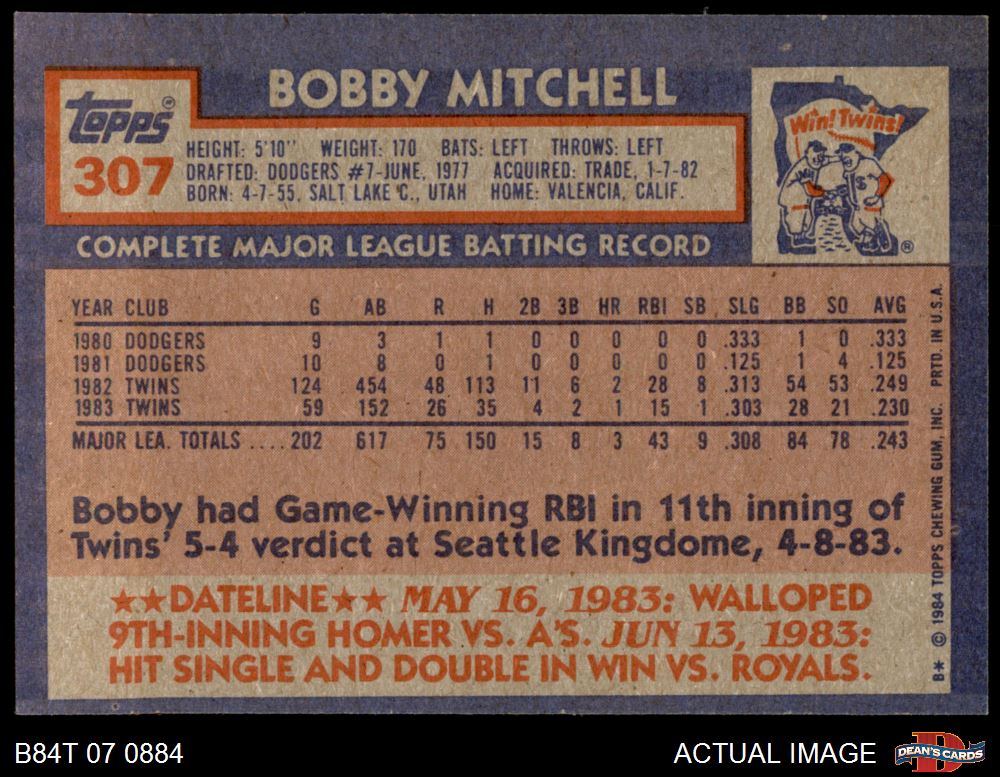 BOBBY MITCHELL
Topps®
307
HEIGHT: 5'10" WEIGHT: 170 BATS: LEFT THROWS: LEFT
DRAFTED: DODGERS #7-JUNE, 1977 ACQUIRED: TRADE, 1-7-82
BORN: 4-7-55, SALT LAKE C., UTAH HOME: VALENCIA, CALIF.
Win! Twins!
®
COMPLETE MAJOR LEAGUE BATTING RECORD
YEAR CLUB G AB R H 2B 3B HR RBI SB SLG BB SO AVG
1980 DODGERS 9 3 1 1 0 0 0 0 0 .333 1 0 .333
1981 DODGERS 10 8 0 1 0 0 0 0 0 .125 1 4 .125
1982 TWINS 124 454 48 113 11 6 2 28 8 .313 54 53 .249
1983 TWINS 59 152 26 35 4 2 1 15 1 .303 28 21 .230
MAJOR LEA. TOTALS .... 202 617 75 150 15 8 3 43 9 .308 84 78 .243
Bobby had Game-Winning RBI in 11th inning of
Twins' 5-4 verdict at Seattle Kingdome, 4-8-83.
★★DATELINE★★ MAY 16, 1983: WALLOPED
9TH-INNING HOMER VS. A'S. JUN 13, 1983:
HIT SINGLE AND DOUBLE IN WIN VS. ROYALS.
B* © 1984 TOPPS CHEWING GUM, INC. PRTD. IN U.S.A.
B84T 07 0884
ACTUAL IMAGE
DEAN'S CARDS